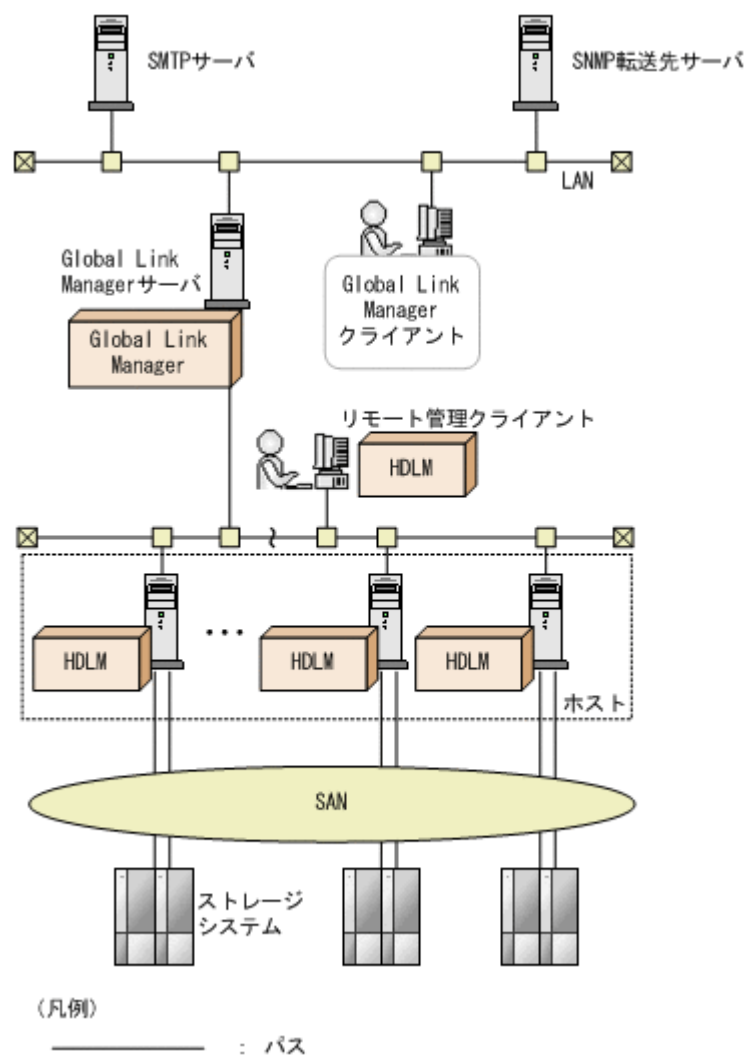 SMTPサーバ
SNMP転送先サーバ
LAN
Global Link
Managerサーバ
Global Link
Manager
Global Link
Manager
クライアント
リモート管理クライアント
HDLM
HDLM
...
HDLM
HDLM
ホスト
SAN
ストレージ
システム
(凡例)
: パス